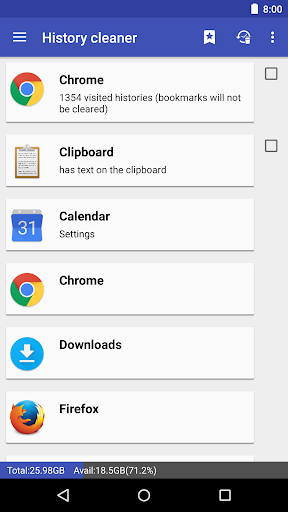 8:00
History cleaner
Chrome
1354 visited histories (bookmarks will not
be cleared)
Clipboard
has text on the clipboard
31
Calendar
Settings
Chrome
Downloads
Firefox
Total:25.98GB Avail:18.5GB(71.2%)